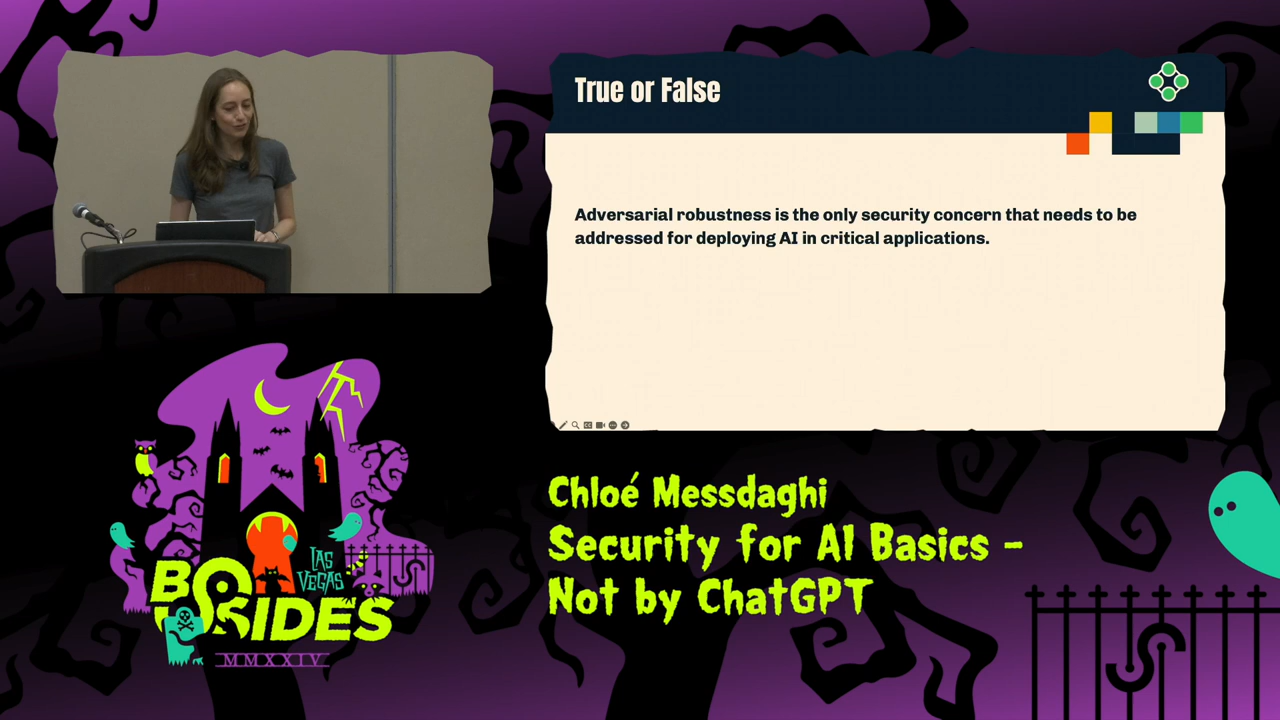 True or False
Adversarial robustness is the only security concern that needs to be
addressed for deploying AI in critical applications.
Chloé Messdaghi
Security for AI Basics –
Not by ChatGPT
LAS
VEGAS
BSIDES
MMXXIV